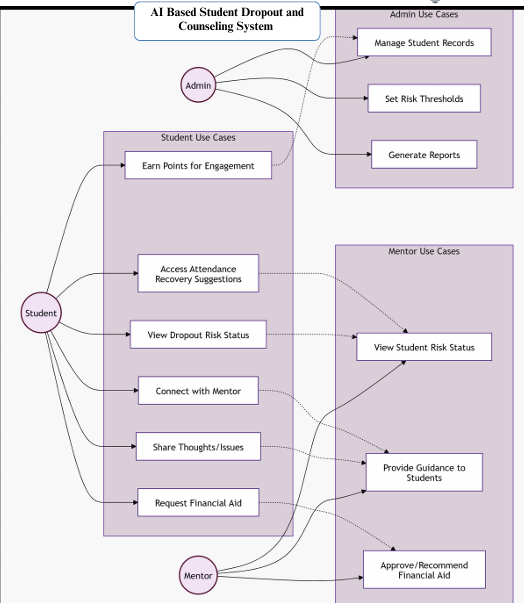 AI Based Student Dropout and
Counseling System
Admin Use Cases
Manage Student Records
Admin
Set Risk Thresholds
Student Use Cases
Generate Reports
Earn Points for Engagement
Mentor Use Cases
Access Attendance
Recovery Suggestions
Student
View Dropout Risk Status
View Student Risk Status
Connect with Mentor
Share Thoughts/Issues
Provide Guidance to
Students
Request Financial Aid
Mentor
Approve/Recommend
Financial Aid